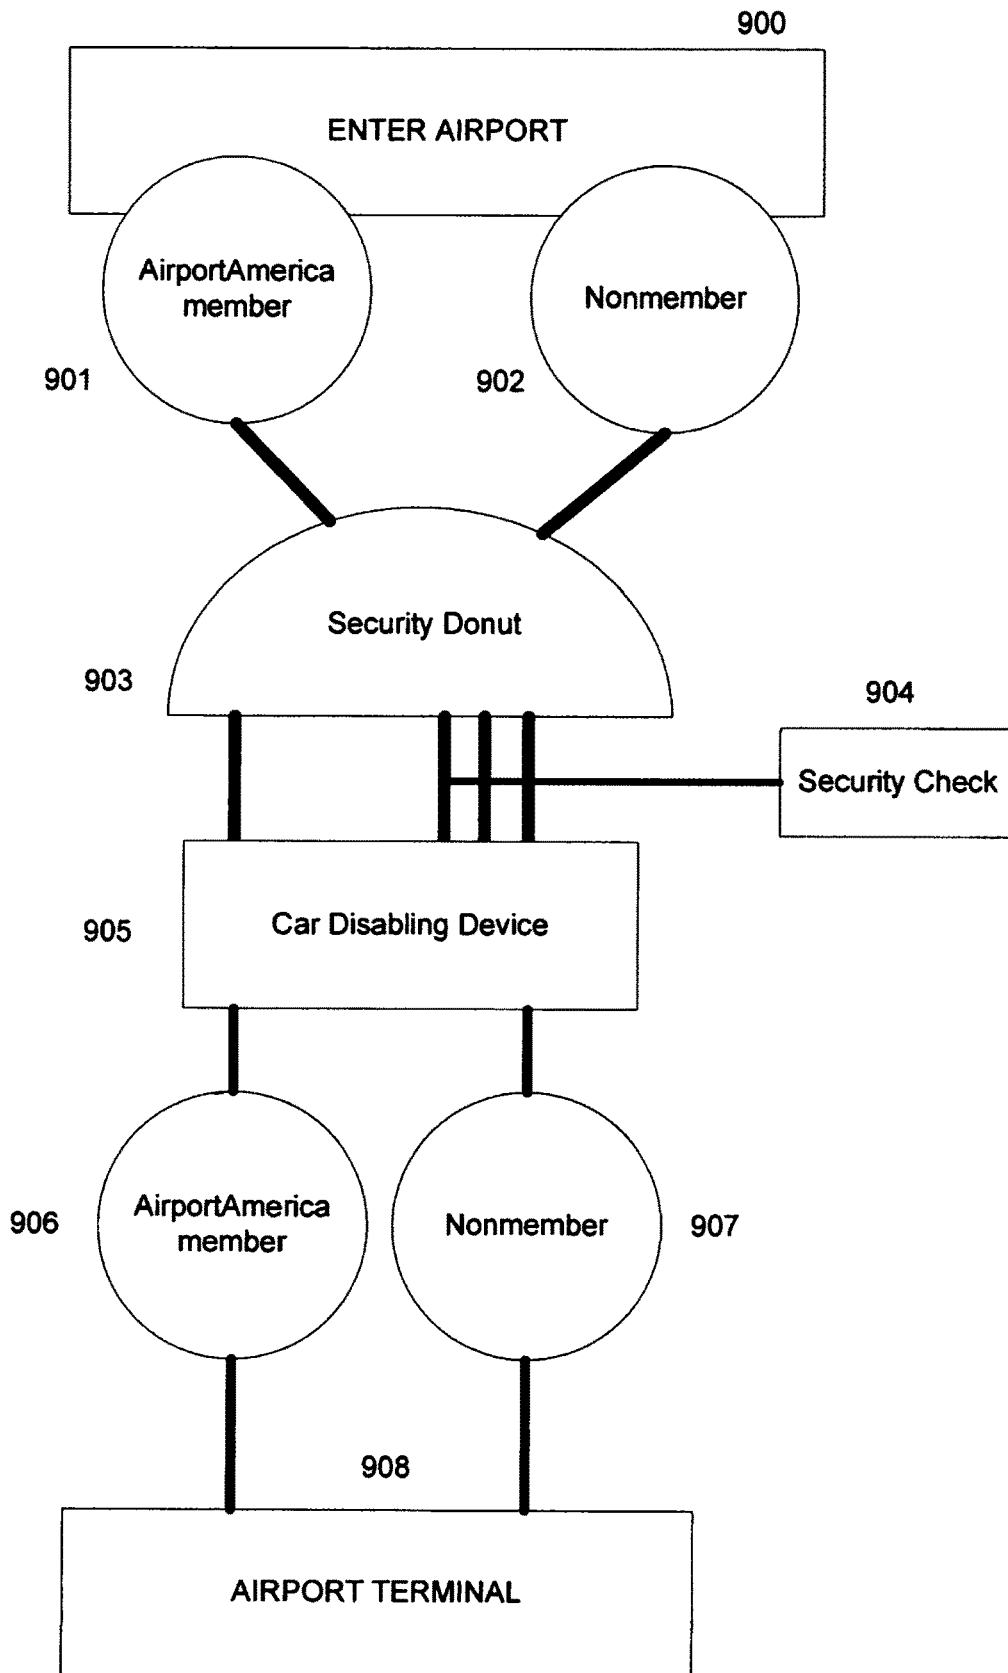 900
ENTER AIRPORT
AirportAmerica
member
Nonmember
901
902
Security Donut
903
904
Security Check
Car Disabling Device
905
AirportAmerica
member
Nonmember
906
907
908
AIRPORT TERMINAL